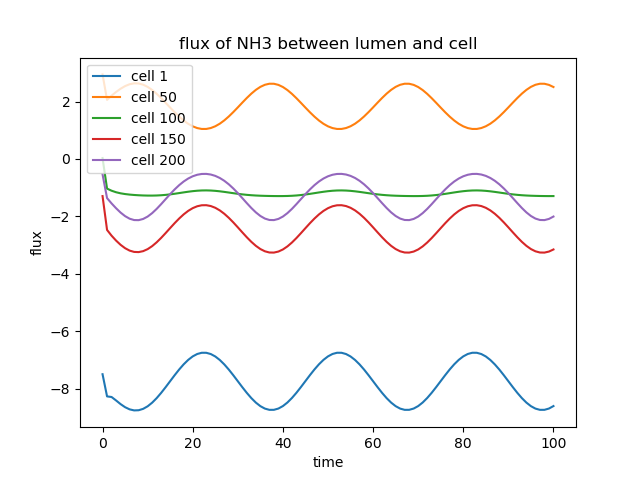 flux of NH3 between lumen and cell
cell 1
cell 50
cell 100
cell 150
cell 200
2
0
−2
−4
−6
−8
flux
0 20 40 60 80 100
time